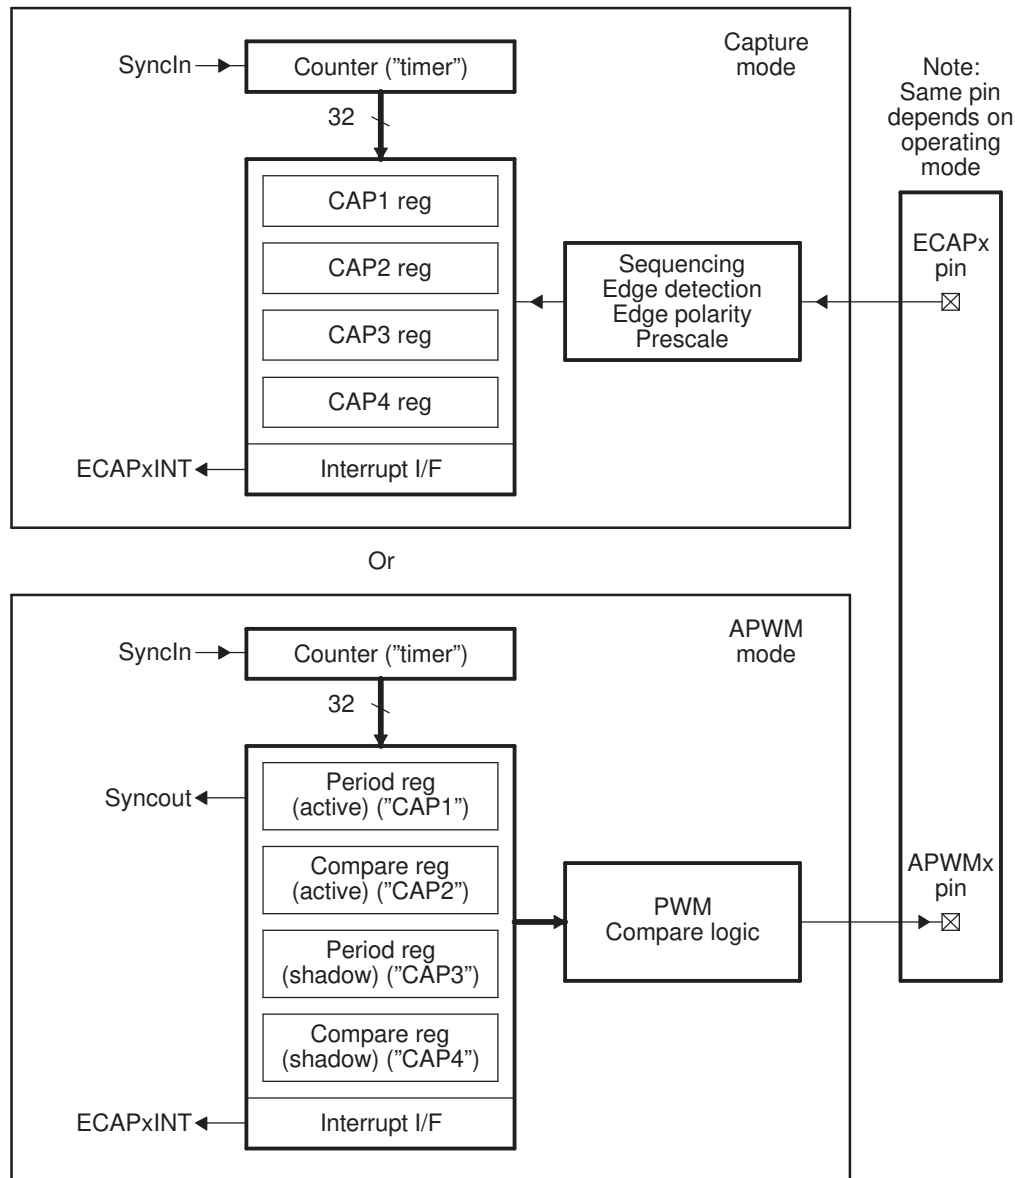 Capture
mode
SyncIn
Counter (”timer”)
32
CAP1 reg
CAP2 reg
CAP3 reg
CAP4 reg
Interrupt I/F
ECAPxINT
Sequencing
Edge detection
Edge polarity
Prescale
Note:
Same pin
depends on
operating
mode
ECAPx
pin
Or
APWM
mode
SyncIn
Counter (”timer”)
32
Syncout
Period reg
(active) (”CAP1”)
Compare reg
(active) (”CAP2”)
Period reg
(shadow) (”CAP3”)
Compare reg
(shadow) (”CAP4”)
Interrupt I/F
ECAPxINT
PWM
Compare logic
APWMx
pin